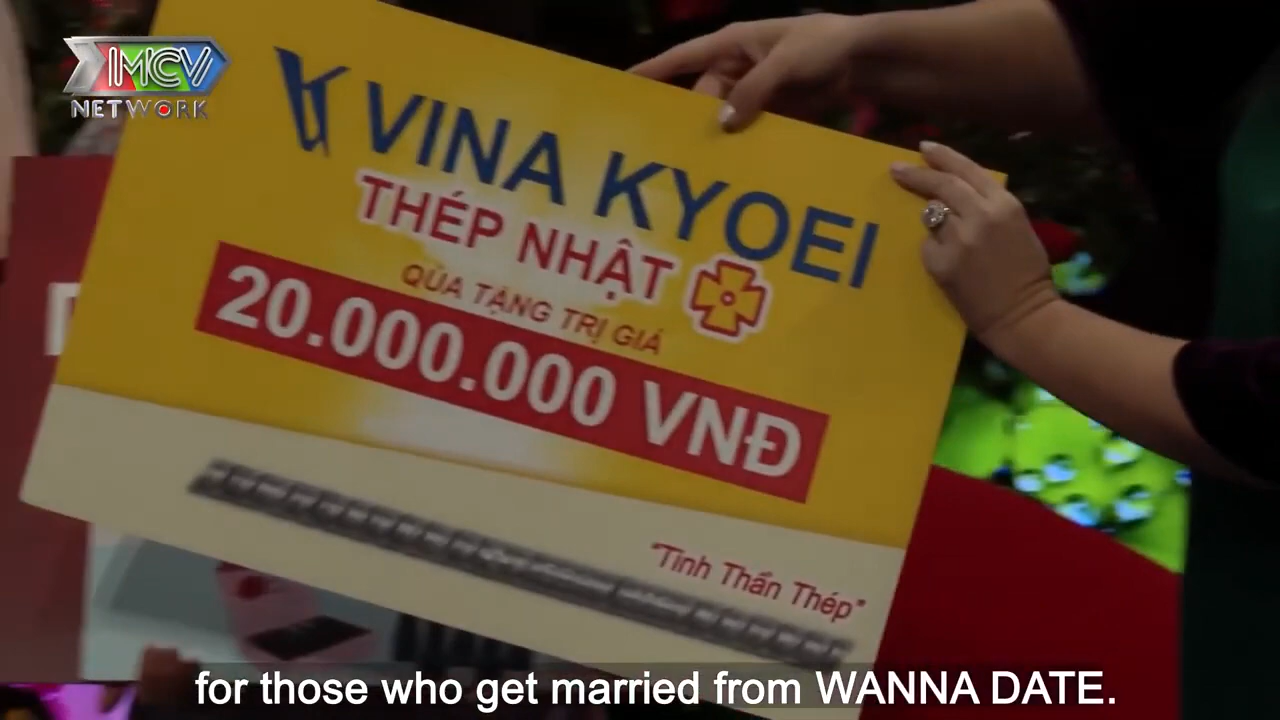 MCV
NETWORK
VINA KYOEI
THÉP NHẬT
QÙA TẶNG TRỊ GIÁ
20.000.000 VNĐ
"Tinh Thần Thép"
for those who get married from WANNA DATE.